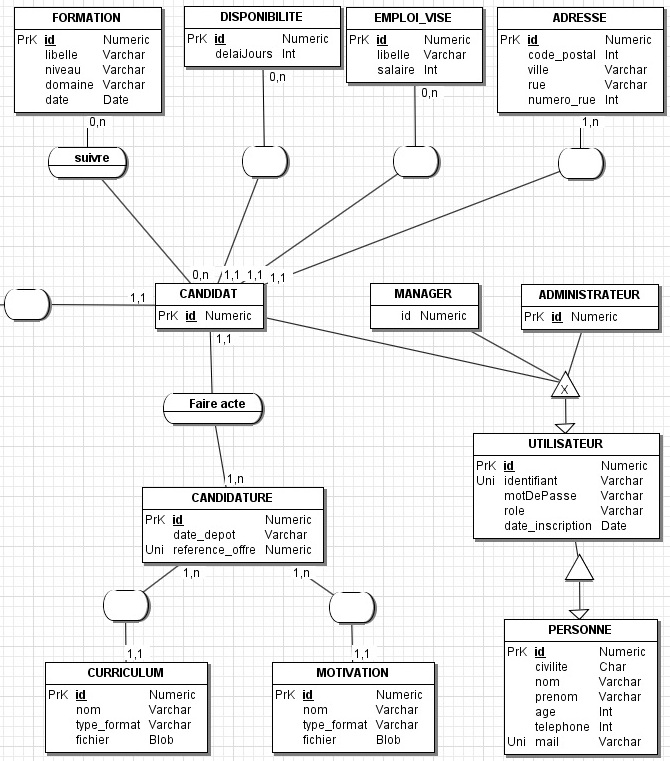 FORMATION
PrK id Numeric
libelle Varchar
niveau Varchar
domaine Varchar
date Date
DISPONIBILITE
PrK id Numeric
delaiJours Int
EMPLOI_VISE
PrK id Numeric
libelle Varchar
salaire Int
ADRESSE
PrK id Numeric
code_postal Int
ville Varchar
rue Varchar
numero_rue Int
0,n
0,n
0,n
1,n
suivre
0,n
1,1
1,1
1,1
1,1
CANDIDAT
PrK id Numeric
1,1
MANAGER
id Numeric
ADMINISTRATEUR
PrK id Numeric
X
Faire acte
1,n
UTILISATEUR
PrK id Numeric
Uni identifiant Varchar
motDePasse Varchar
role Varchar
date_inscription Date
CANDIDATURE
PrK id Numeric
date_depot Varchar
Uni reference_offre Numeric
1,n
1,n
1,1
1,1
CURRICULUM
PrK id Numeric
nom Varchar
type_format Varchar
fichier Blob
MOTIVATION
PrK id Numeric
nom Varchar
type_format Varchar
fichier Blob
PERSONNE
PrK id Numeric
civilite Char
nom Varchar
prenom Varchar
age Int
telephone Int
Uni mail Varchar